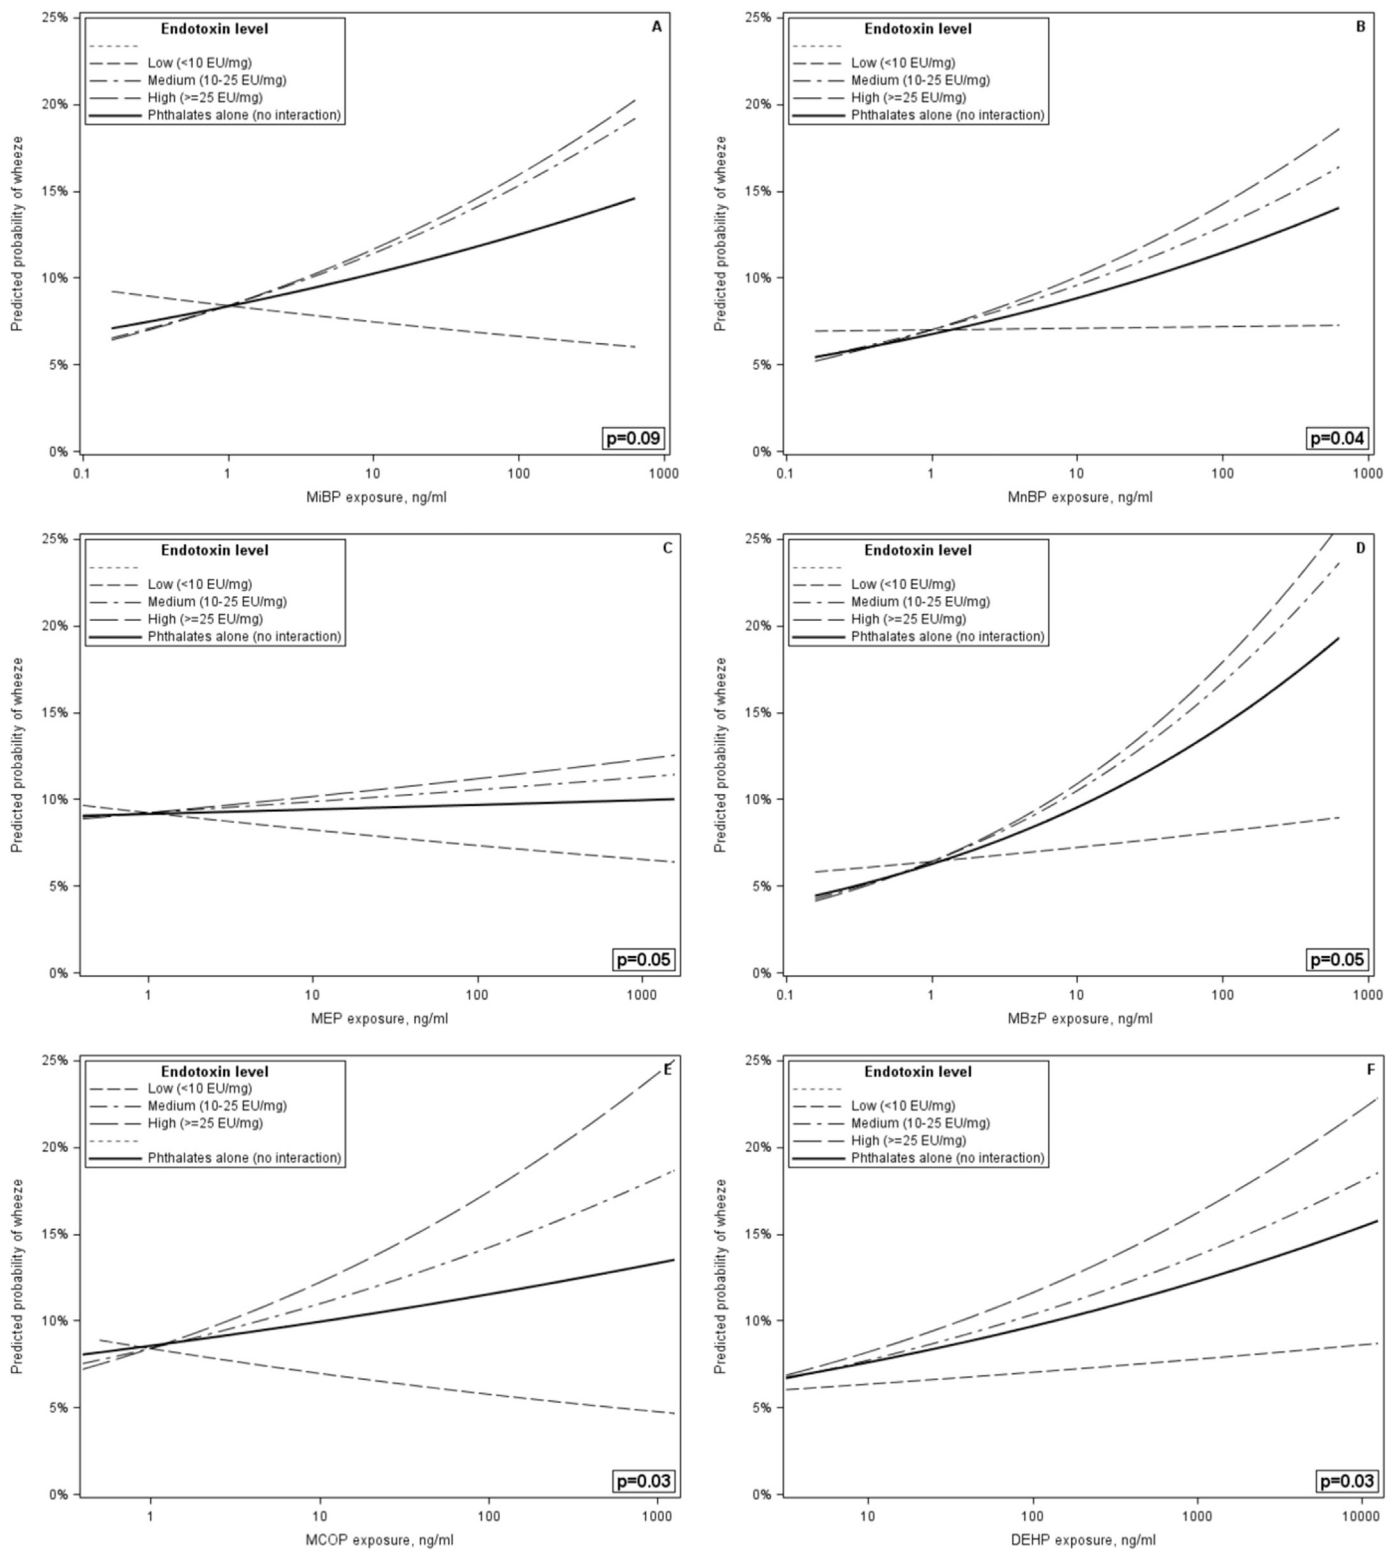 25%
20%
15%
10%
5%
0%
Predicted probability of wheeze
Endotoxin level
Low (<10 EU/mg)
Medium (10-25 EU/mg)
High (>=25 EU/mg)
Phthalates alone (no interaction)
A
p=0.09
0.1 1 10 100 1000
MiBP exposure, ng/ml
25%
20%
15%
10%
5%
0%
Predicted probability of wheeze
Endotoxin level
Low (<10 EU/mg)
Medium (10-25 EU/mg)
High (>=25 EU/mg)
Phthalates alone (no interaction)
B
p=0.04
0.1 1 10 100 1000
MnBP exposure, ng/ml
25%
20%
15%
10%
5%
0%
Predicted probability of wheeze
Endotoxin level
Low (<10 EU/mg)
Medium (10-25 EU/mg)
High (>=25 EU/mg)
Phthalates alone (no interaction)
C
p=0.05
1 10 100 1000
MEP exposure, ng/ml
25%
20%
15%
10%
5%
0%
Predicted probability of wheeze
Endotoxin level
Low (<10 EU/mg)
Medium (10-25 EU/mg)
High (>=25 EU/mg)
Phthalates alone (no interaction)
D
p=0.05
0.1 1 10 100 1000
MBzP exposure, ng/ml
25%
20%
15%
10%
5%
0%
Predicted probability of wheeze
Endotoxin level
Low (<10 EU/mg)
Medium (10-25 EU/mg)
High (>=25 EU/mg)
Phthalates alone (no interaction)
E
p=0.03
1 10 100 1000
MCOP exposure, ng/ml
25%
20%
15%
10%
5%
0%
Predicted probability of wheeze
Endotoxin level
Low (<10 EU/mg)
Medium (10-25 EU/mg)
High (>=25 EU/mg)
Phthalates alone (no interaction)
F
p=0.03
10 100 1000 10000
DEHP exposure, ng/ml